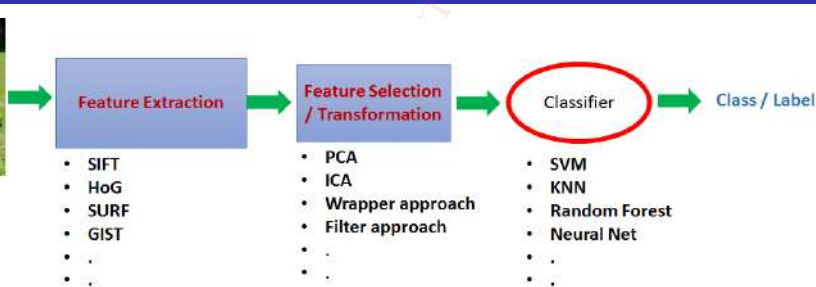 Feature Extraction
Feature Selection
/ Transformation
Classifier
Class / Label
• SIFT
• HoG
• SURF
• GIST
• .
• .
• PCA
• ICA
• Wrapper approach
• Filter approach
• .
• .
• SVM
• KNN
• Random Forest
• Neural Net
• .
• .